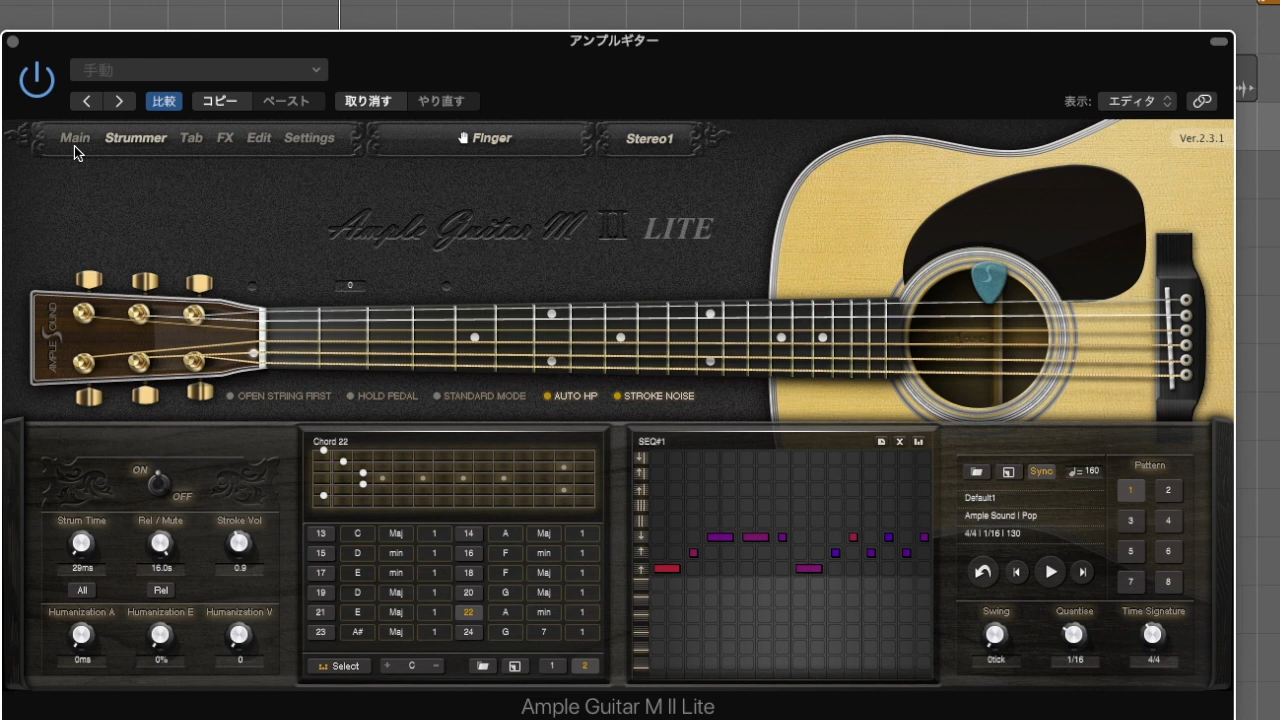 アンプルギター
手動
比較 コピー ペースト 取り消す やり直す 表示: エディタ
Main Strummer Tab FX Edit Settings Finger Stereo1 Ver.2.3.1
Ample Guitar M II LITE
0
AMPLE SOUND
OPEN STRING FIRST HOLD PEDAL STANDARD MODE AUTO HP STROKE NOISE
ON
OFF
Strum Time Rel / Mute Stroke Vol
29ms 16.0s 0.9
All Rel
Humanization A Humanization E Humanization V
0ms 0% 0
Chord 22
13 C Maj 1 14 A Maj 1
15 D min 1 16 F min 1
17 E min 1 18 F Maj 1
19 D Maj 1 20 G Maj 1
21 E Maj 1 22 A min 1
23 A# Maj 1 24 G 7 1
Select + C − 1 2
SEQ#1 D X
Sync = 160
Default1
Ample Sound | Pop
4/4 | 1/16 | 130
Pattern
1 2
3 4
5 6
7 8
Swing Quantise Time Signature
0tick 1/16 4/4
Ample Guitar M II Lite